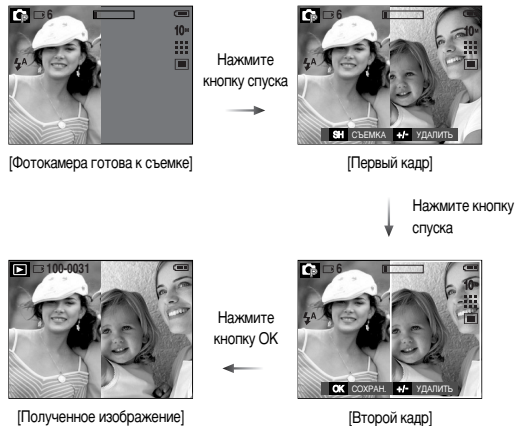 6
10M
A
[Фотокамера готова к съемке]
Нажмите
кнопку спуска
6
10M
A
SH СЪЕМКА +/- УДАЛИТЬ
[Первый кадр]
Нажмите кнопку
спуска
100-0031
[Полученное изображение]
Нажмите
кнопку OK
6
10M
A
OK СОХРАН. +/- УДАЛИТЬ
[Второй кадр]